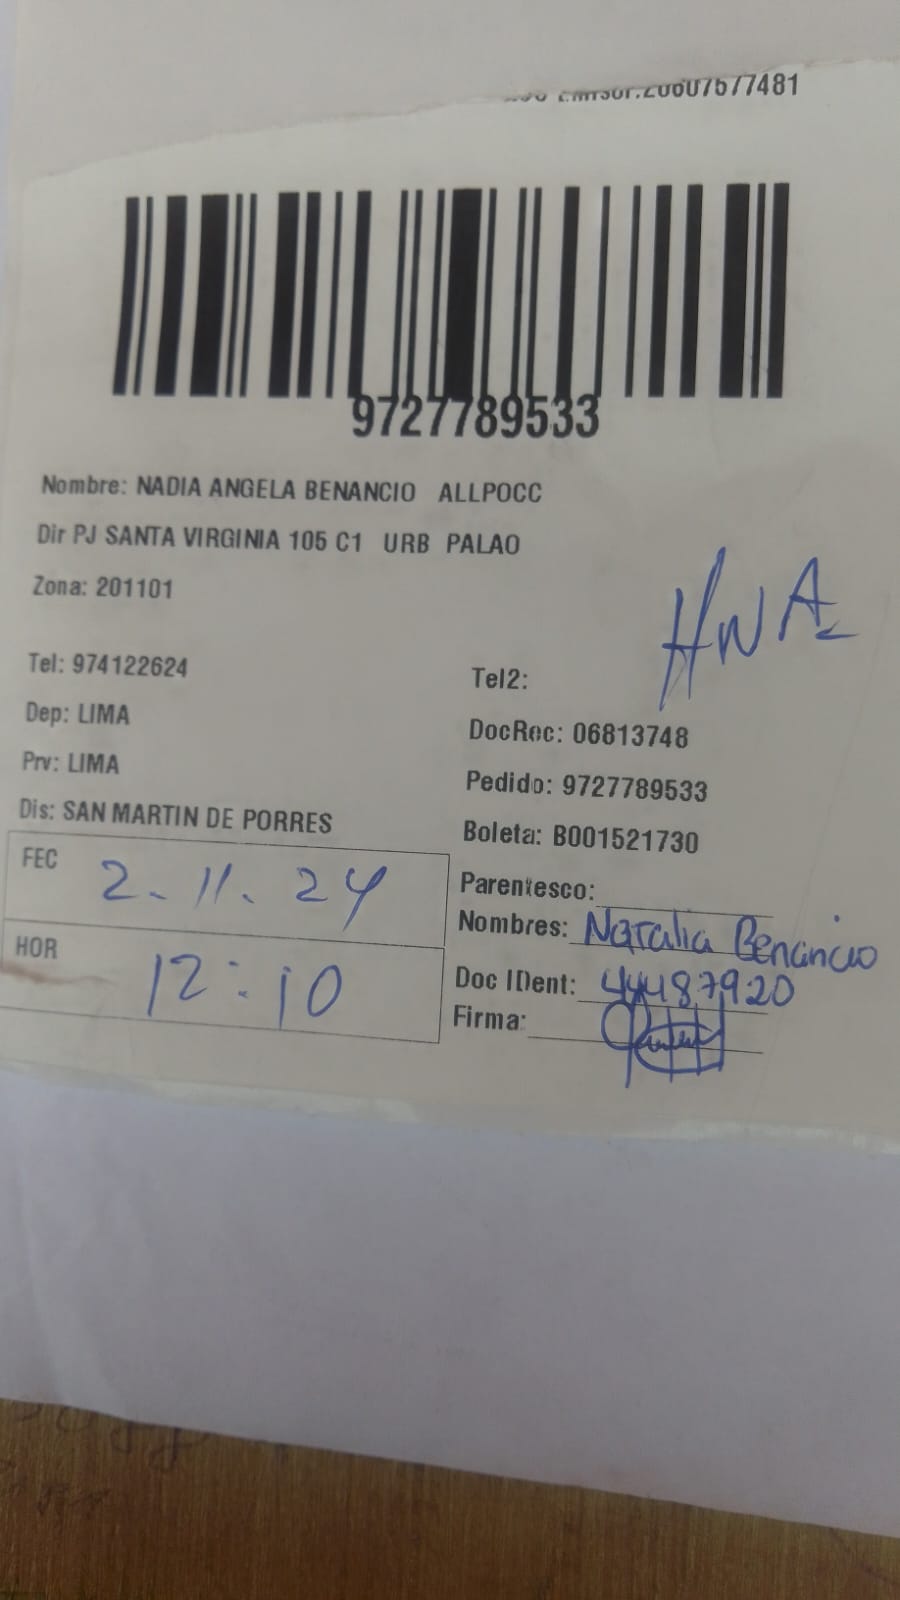 Emisor:20607577481
9727789533
Nombre: NADIA ANGELA BENANCIO ALLPOCC
Dir PJ SANTA VIRGINIA 105 C1 URB PALAO
Zona: 201101
HNA
Tel: 974122624
Tel2:
Dep: LIMA
DocRec: 06813748
Prv: LIMA
Pedido: 9727789533
Dis: SAN MARTIN DE PORRES
Boleta: B001521730
FEC 2. 11. 24
Parentesco:
Nombres: Natalia Benancio
HOR 12:10
Doc IDent: 44487920
Firma: